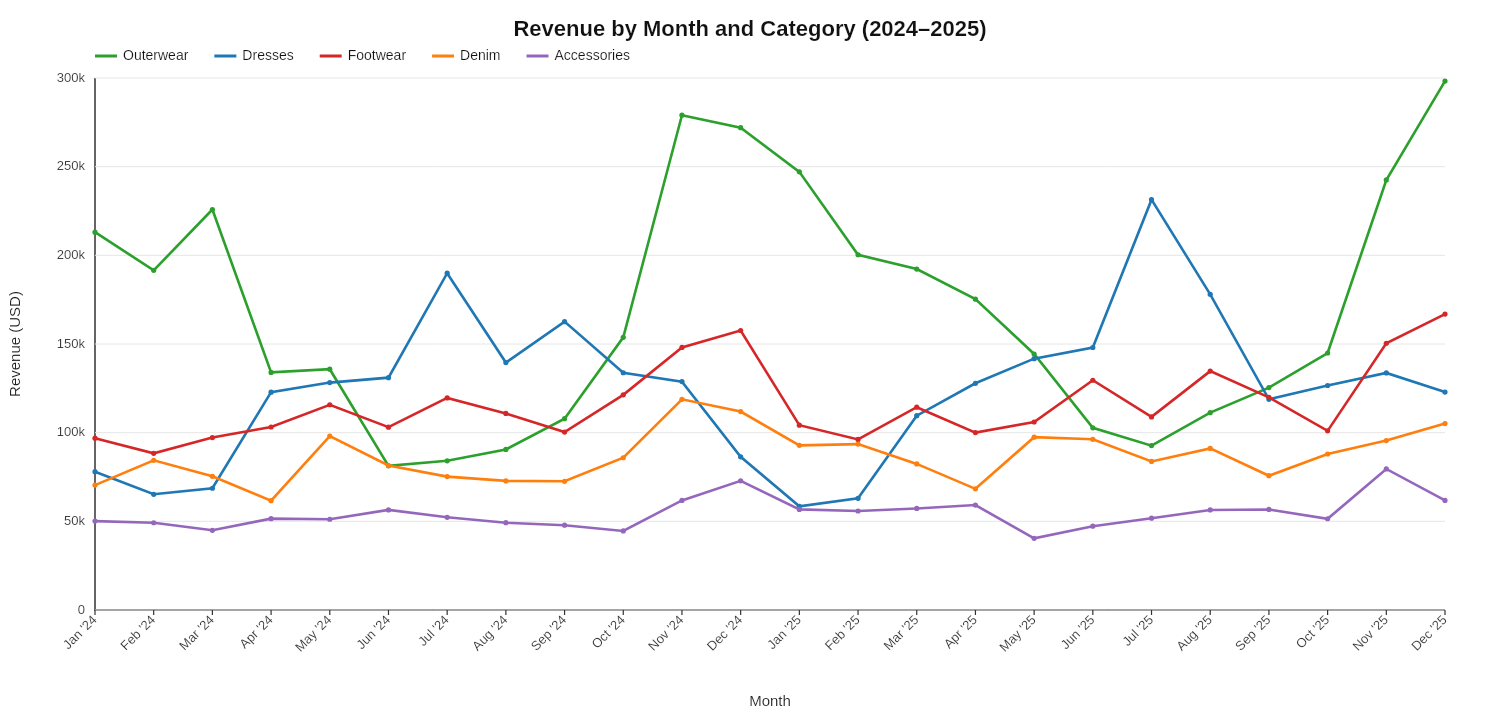 Revenue by Month and Category (2024–2025)
Outerwear Dresses Footwear Denim Accessories
300k
250k
200k
150k
100k
50k
0
Revenue (USD)
Jan '24 Feb '24 Mar '24 Apr '24 May '24 Jun '24 Jul '24 Aug '24 Sep '24 Oct '24 Nov '24 Dec '24 Jan '25 Feb '25 Mar '25 Apr '25 May '25 Jun '25 Jul '25 Aug '25 Sep '25 Oct '25 Nov '25 Dec '25
Month